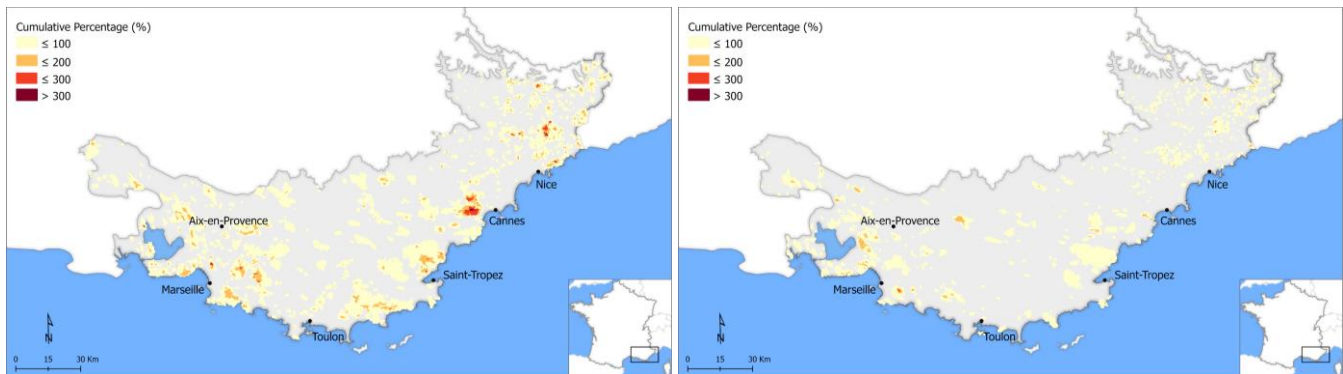 Cumulative Percentage (%)
≤ 100
≤ 200
≤ 300
> 300
Nice
Cannes
Aix-en-Provence
Saint-Tropez
Marseille
Toulon
N
0 15 30 Km
Cumulative Percentage (%)
≤ 100
≤ 200
≤ 300
> 300
Nice
Cannes
Aix-en-Provence
Saint-Tropez
Marseille
Toulon
N
0 15 30 Km